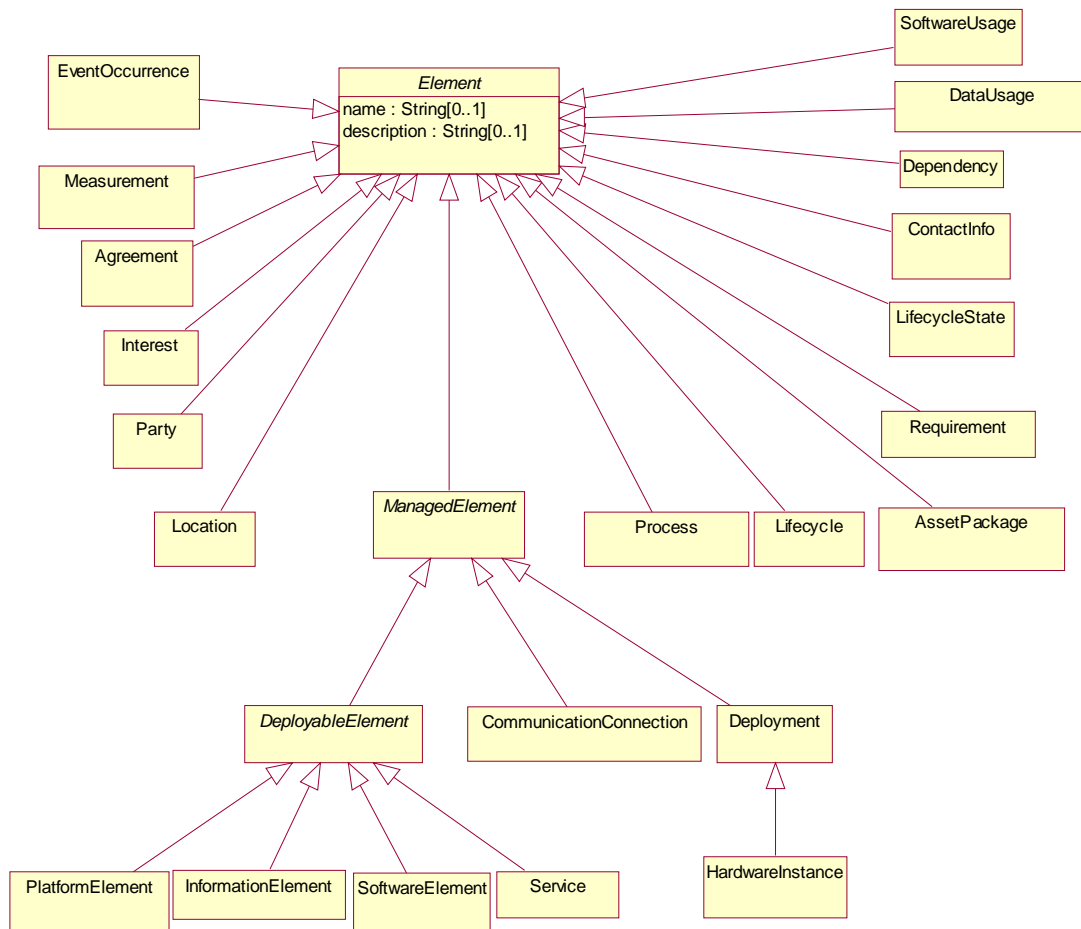 SoftwareUsage
EventOccurrence
Element
DataUsage
name : String[0..1]
description : String[0..1]
Dependency
Measurement
ContactInfo
Agreement
LifecycleState
Interest
Party
Requirement
ManagedElement
Location
Process
Lifecycle
AssetPackage
DeployableElement
CommunicationConnection
Deployment
PlatformElement
InformationElement
SoftwareElement
Service
HardwareInstance